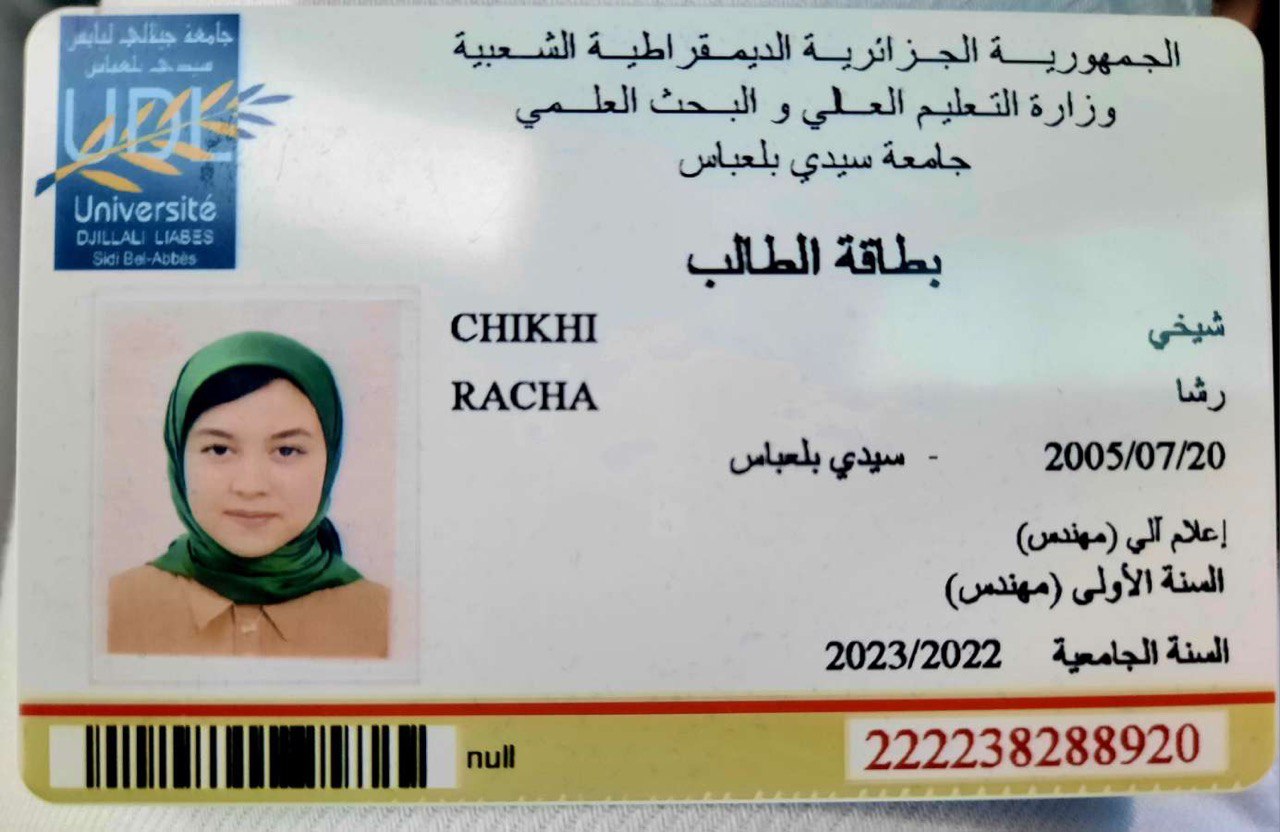 جامعة جيلالي ليابس
سيدي بلعباس
UDL
Université
DJILLALI LIABES
Sidi Bel-Abbès
الجمهورية الجزائرية الديمقراطية الشعبية
وزارة التعليم العالي و البحث العلمي
جامعة سيدي بلعباس
بطاقة الطالب
CHIKHI شيخي
RACHA رشا
2005/07/20 - سيدي بلعباس
إعلام آلي (مهندس)
السنة الأولى (مهندس)
السنة الجامعية 2023/2022
null
222238288920